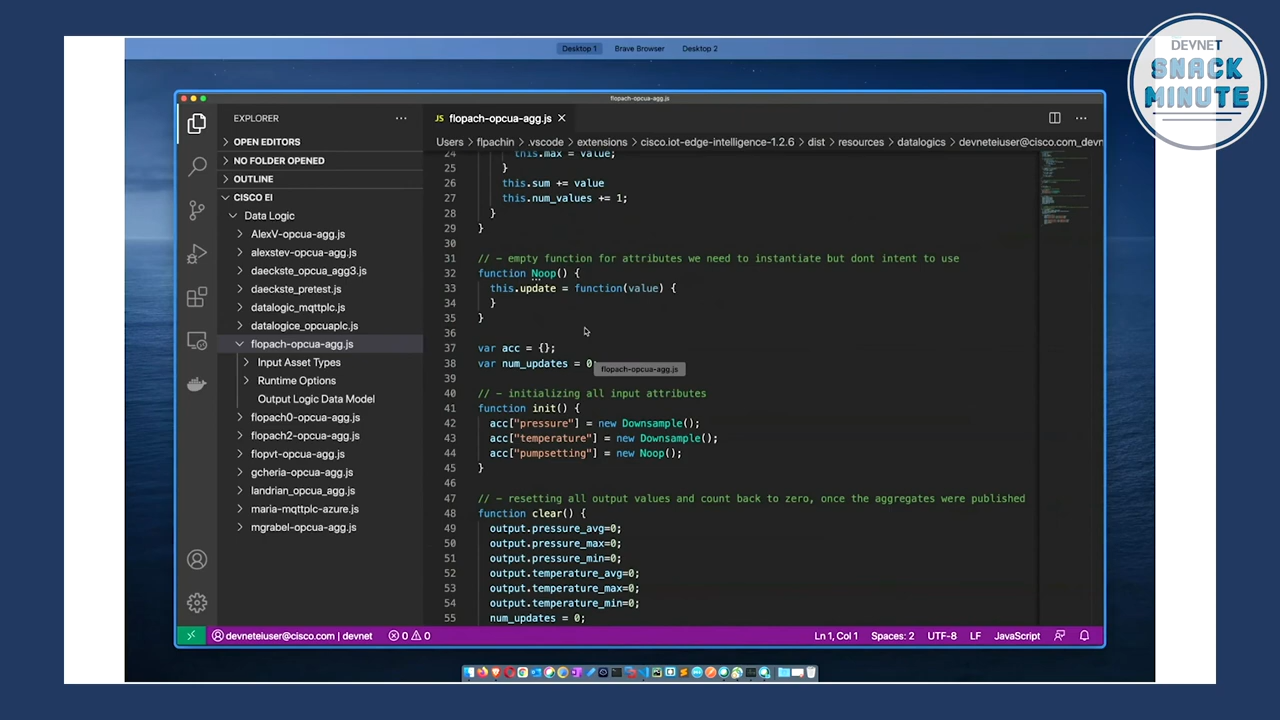 Desktop 1
Brave Browser
Desktop 2
DEVNET
SNACK
MINUTE
flopach-opcua-agg.js
EXPLORER
OPEN EDITORS
NO FOLDER OPENED
OUTLINE
CISCO EI
Data Logic
AlexV-opcua-agg.js
alexstev-opcua-agg.js
daeckste_opcua_agg3.js
daeckste_pretest.js
datalogic_mqttplc.js
datalogice_opcuaplc.js
flopach-opcua-agg.js
Input Asset Types
Runtime Options
Output Logic Data Model
flopach0-opcua-agg.js
flopach2-opcua-agg.js
flopvt-opcua-agg.js
gcheria-opcua-agg.js
landrian_opcua_agg.js
maria-mqttplc-azure.js
mgrabel-opcua-agg.js
JS flopach-opcua-agg.js
Users > flpachin > .vscode > extensions > cisco.iot-edge-intelligence-1.2.6 > dist > resources > datalogics > devneteiuser@cisco.com_devne
24 this.max = value;
25 }
26 this.sum += value
27 this.num_values += 1;
28 }
29 }
30
31 // - empty function for attributes we need to instantiate but dont intent to use
32 function Noop() {
33 this.update = function(value) {
34 }
35 }
36
37 var acc = {};
38 var num_updates = 0;
flopach-opcua-agg.js
39
40 // - initializing all input attributes
41 function init() {
42 acc["pressure"] = new Downsample();
43 acc["temperature"] = new Downsample();
44 acc["pumpsetting"] = new Noop();
45 }
46
47 // - resetting all output values and count back to zero, once the aggregates were published
48 function clear() {
49 output.pressure_avg=0;
50 output.pressure_max=0;
51 output.pressure_min=0;
52 output.temperature_avg=0;
53 output.temperature_max=0;
54 output.temperature_min=0;
55 num_updates = 0;
devneteiuser@cisco.com | devnet
0 0
Ln 1, Col 1
Spaces: 2
UTF-8
LF
JavaScript